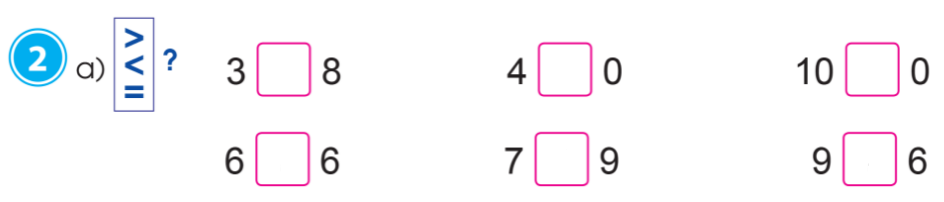 2 a) > < = ?
3 □ 8 4 □ 0 10 □ 0
6 □ 6 7 □ 9 9 □ 6